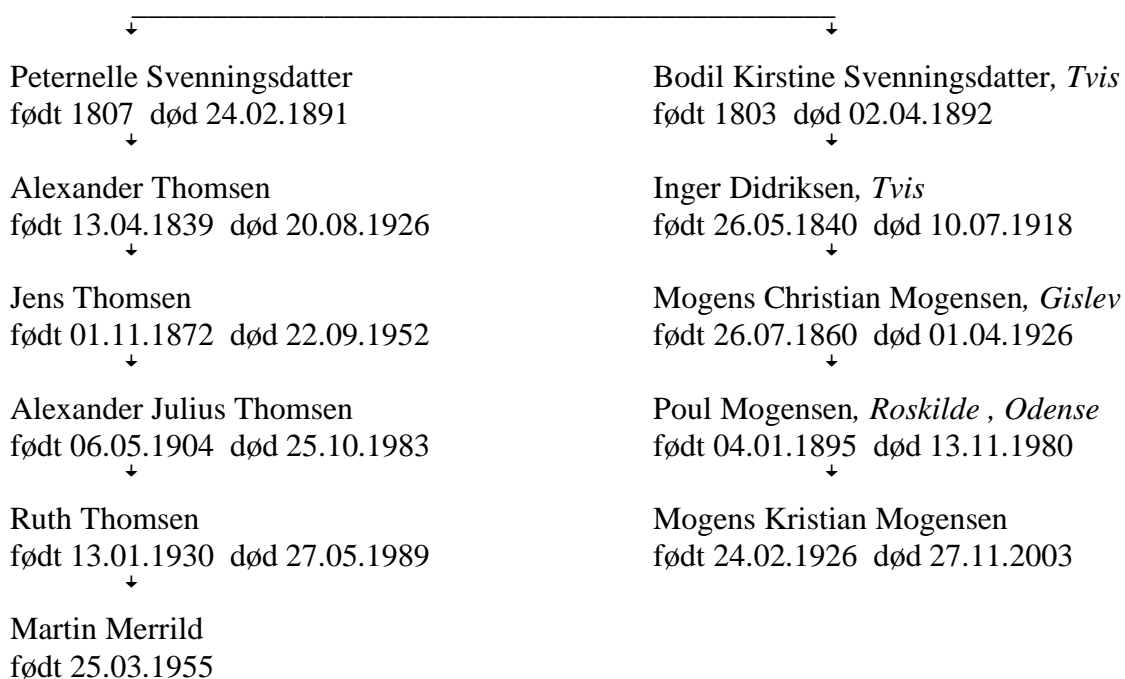 Peternelle Svenningsdatter
født 1807 død 24.02.1891
Alexander Thomsen
født 13.04.1839 død 20.08.1926
Jens Thomsen
født 01.11.1872 død 22.09.1952
Alexander Julius Thomsen
født 06.05.1904 død 25.10.1983
Ruth Thomsen
født 13.01.1930 død 27.05.1989
Martin Merrild
født 25.03.1955
Bodil Kirstine Svenningsdatter, Tvis
født 1803 død 02.04.1892
Inger Didriksen, Tvis
født 26.05.1840 død 10.07.1918
Mogens Christian Mogensen, Gislev
født 26.07.1860 død 01.04.1926
Poul Mogensen, Roskilde , Odense
født 04.01.1895 død 13.11.1980
Mogens Kristian Mogensen
født 24.02.1926 død 27.11.2003